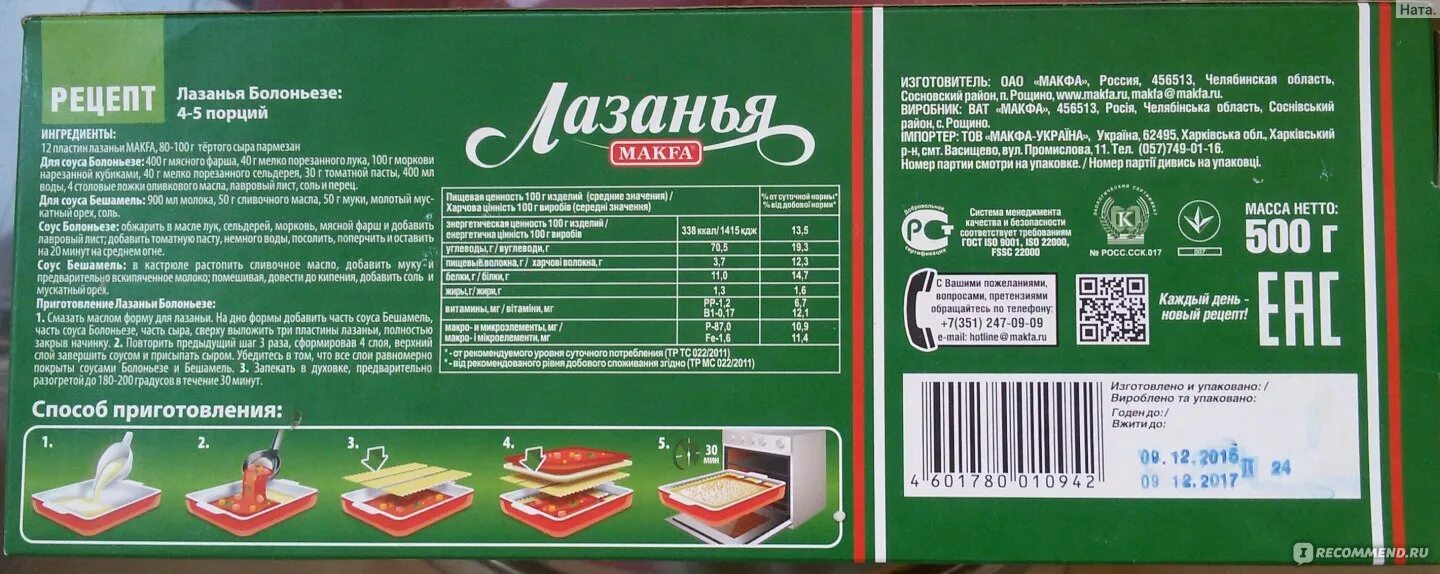 Ната.
РЕЦЕПТ
Лазанья Болоньезе:
4-5 порций
ИНГРЕДИЕНТЫ:
12 пластин лазаньи MAKFA, 80-100 г тёртого сыра пармезан
Для соуса Болоньезе: 400 г мясного фарша, 40 г мелко порезанного лука, 100 г моркови
нарезанной кубиками, 40 г мелко порезанного сельдерея, 30 г томатной пасты, 400 мл
воды, 4 столовые ложки оливкового масла, лавровый лист, соль и перец.
Для соуса Бешамель: 900 мл молока, 50 г сливочного масла, 50 г муки, молотый мус-
катный орех, соль.
Соус Болоньезе: обжарить в масле лук, сельдерей, морковь, мясной фарш и добавить
лавровый лист; добавить томатную пасту, немного воды, посолить, поперчить и оставить
на 20 минут на среднем огне.
Соус Бешамель: в кастрюле растопить сливочное масло, добавить муку и
предварительно вскипяченное молоко; помешивая, довести до кипения, добавить соль и
мускатный орех.
Приготовление Лазаньи Болоньезе:
1. Смазать маслом форму для лазаньи. На дно формы добавить часть соуса Бешамель,
часть соуса Болоньезе, часть сыра, сверху выложить три пластины лазаньи, полностью
закрыв начинку. 2. Повторить предыдущий шаг 3 раза, сформировав 4 слоя, верхний
слой завершить соусом и присыпать сыром. Убедитесь в том, что все слои равномерно
покрыты соусами Болоньезе и Бешамель. 3. Запекать в духовке, предварительно
разогретой до 180-200 градусов в течение 30 минут.
Способ приготовления:
1.
2.
3.
4.
5.
30
МИН
Лазанья
MAKFA®
Пищевая ценность 100 г изделий (средние значения) /
Харчова цінність 100 г виробів (середні значення)
% от суточной нормы* /
% від добової норми*
энергетическая ценность 100 г изделий /
енергетична цінність 100 г виробів
338 ккал/ 1415 кДж
13,5
углеводы, г / вуглеводи, г
70,5
19,3
пищевые волокна, г / харчові волокна, г
3,7
12,3
белки, г / білки, г
11,0
14,7
жиры, г/ жири, г
1,3
1,6
витамины, мг / вітаміни, мг
РР-1,2
6,7
В1-0,17
12,1
макро- и микроэлементы, мг /
макро- і мікроелементи, мг
P-87,0
10,9
Fe-1,6
11,4
* - от рекомендуемого уровня суточного потребления (ТР ТС 022/2011)
* - від рекомендованого рівня добового споживання згідно (ТР МС 022/2011)
ИЗГОТОВИТЕЛЬ: ОАО «МАКФА», Россия, 456513, Челябинская область,
Сосновский район, п. Рощино, www.makfa.ru, makfa@makfa.ru.
ВИРОБНИК: ВАТ «МАКФА», 456513, Росія, Челябінська область, Соснівський
район, с. Рощино.
ІМПОРТЕР: ТОВ «МАКФА-УКРАЇНА», Україна, 62495, Харківська обл., Харківський
р-н, смт. Васищево, вул. Промислова, 11. Тел. (057)749-01-16.
Номер партии смотри на упаковке. / Номер партії дивись на упаковці.
Добровольная
РСТ
сертификация
Система менеджмента
качества и безопасности
соответствует требованиям
ГОСТ ISO 9001, ISO 22000,
FSSC 22000
ЭКОЛОГИЧЕСКИЙ СЕРТИФИКАТ
К
№ РОСС.ССК.017
007
МАССА НЕТТО:
500 г
С Вашими пожеланиями,
вопросами, претензиями
обращайтесь по телефону:
+7(351) 247-09-09
e-mail: hotline@makfa.ru
Каждый день -
новый рецепт!
ЕАС
Изготовлено и упаковано: /
Вироблено та упаковано:
Годен до: /
Вжити до:
09.12.2016 II 24
09 12.2017
4 601780 010942
IRECOMMEND.RU